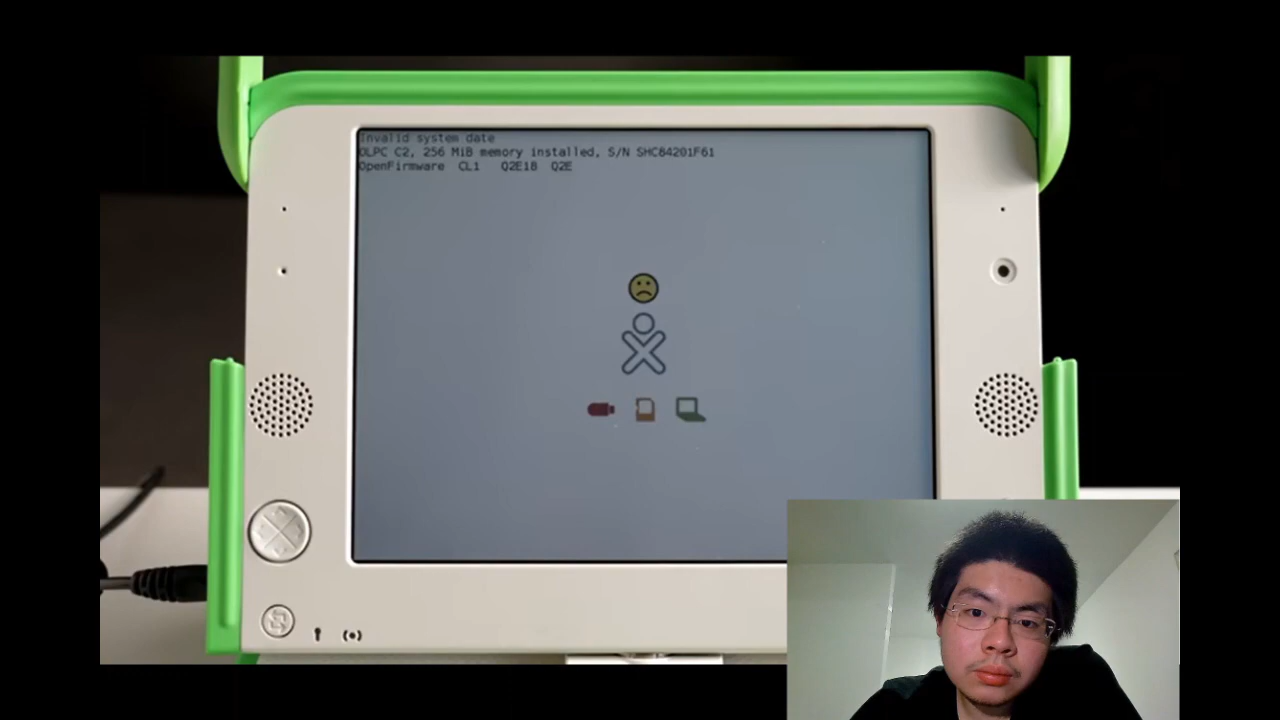 Invalid system date
OLPC C2, 256 MiB memory installed, S/N SHC84201F61
OpenFirmware  CL1   Q2E18  Q2E